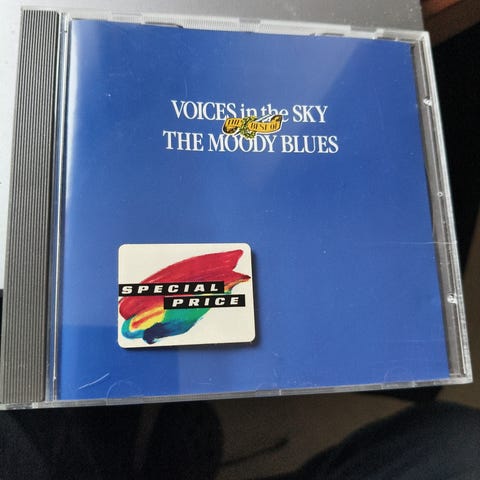 VOICES in the SKY
THE BEST OF
THE MOODY BLUES
SPECIAL
PRICE